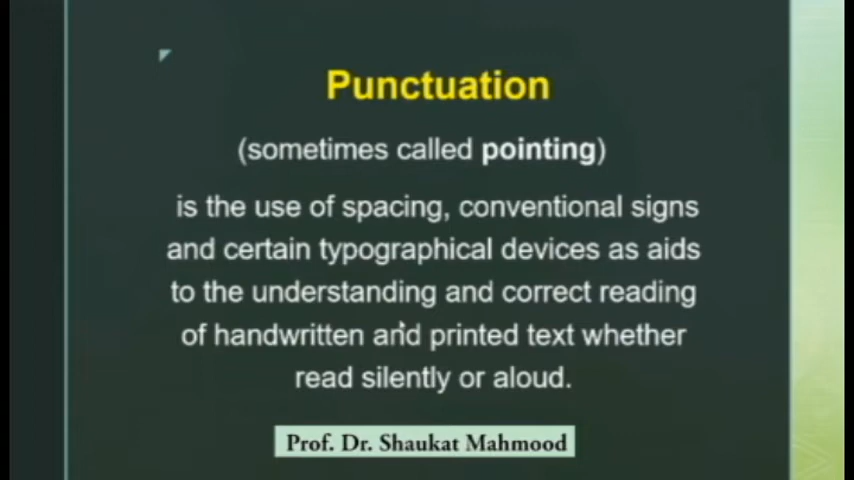 Punctuation
(sometimes called pointing)
is the use of spacing, conventional signs
and certain typographical devices as aids
to the understanding and correct reading
of handwritten and printed text whether
read silently or aloud.
Prof. Dr. Shaukat Mahmood